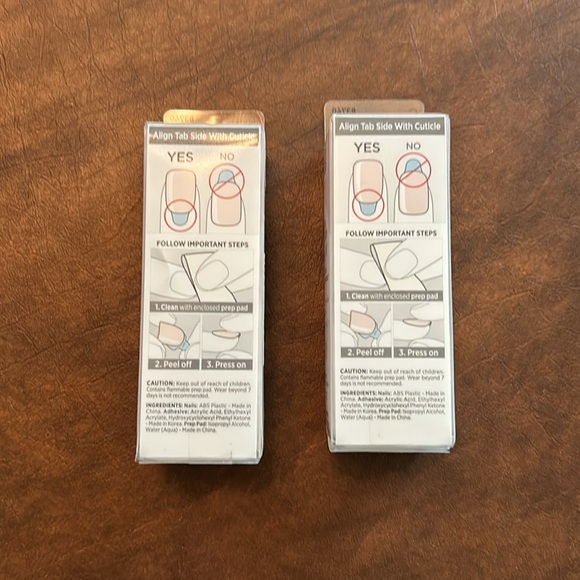 Align Tab Side With Cuticle
YES NO
FOLLOW IMPORTANT STEPS
1. Clean with enclosed prep pad
2. Peel off 3. Press on
CAUTION: Keep out of reach of children.
Contains flammable prep pad. Wear beyond 7
days is not recommended.
INGREDIENTS: Nails: ABS Plastic - Made in
China. Adhesive: Acrylic Acid, Ethylhexyl
Acrylate, Hydroxycyclohexyl Phenyl Ketone
- Made in Korea. Prep Pad: Isopropyl Alcohol,
Water (Aqua) - Made in China.
Align Tab Side With Cuticle
YES NO
FOLLOW IMPORTANT STEPS
1. Clean with enclosed prep pad
2. Peel off 3. Press on
CAUTION: Keep out of reach of children.
Contains flammable prep pad. Wear beyond 7
days is not recommended.
INGREDIENTS: Nails: ABS Plastic - Made in
China. Adhesive: Acrylic Acid, Ethylhexyl
Acrylate, Hydroxycyclohexyl Phenyl Ketone
- Made in Korea. Prep Pad: Isopropyl Alcohol,
Water (Aqua) - Made in China.